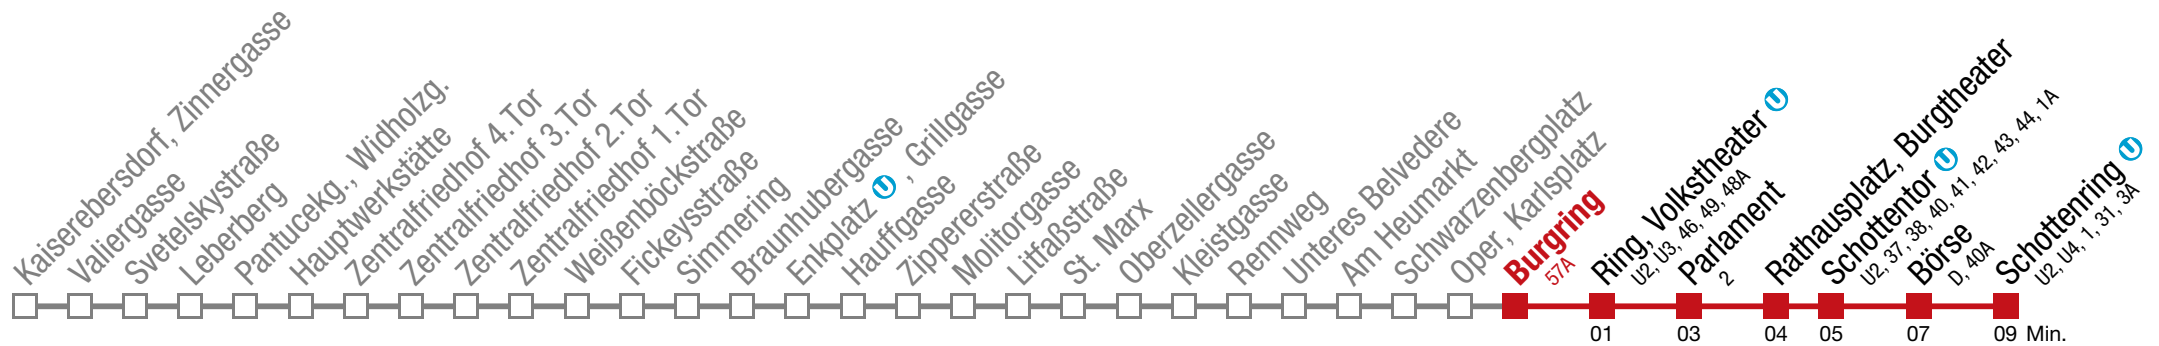 Kaiserebersdorf, Zinnergasse
Valiergasse
Svetelskystraße
Leberberg
Pantucekg., Widholzg.
Hauptwerkstätte
Zentralfriedhof 4.Tor
Zentralfriedhof 3.Tor
Zentralfriedhof 2.Tor
Zentralfriedhof 1.Tor
Weißenböckstraße
Fickeysstraße
Simmering
Braunhubergasse
Enkplatz U , Grillgasse
Hauffgasse
Zippererstraße
Molitorgasse
Litfaßstraße
St. Marx
Oberzellergasse
Kleistgasse
Rennweg
Unteres Belvedere
Am Heumarkt
Schwarzenbergplatz
Oper, Karlsplatz
Burgring
57A
Ring, Volkstheater U
U2, U3, 46, 49, 48A
Parlament
2
Rathausplatz, Burgtheater
Schottentor U
U2, 37, 38, 40, 41, 42, 43, 44, 1A
Börse
D, 40A
Schottenring U
U2, U4, 1, 31, 3A
01 03 04 05 07 09 Min.